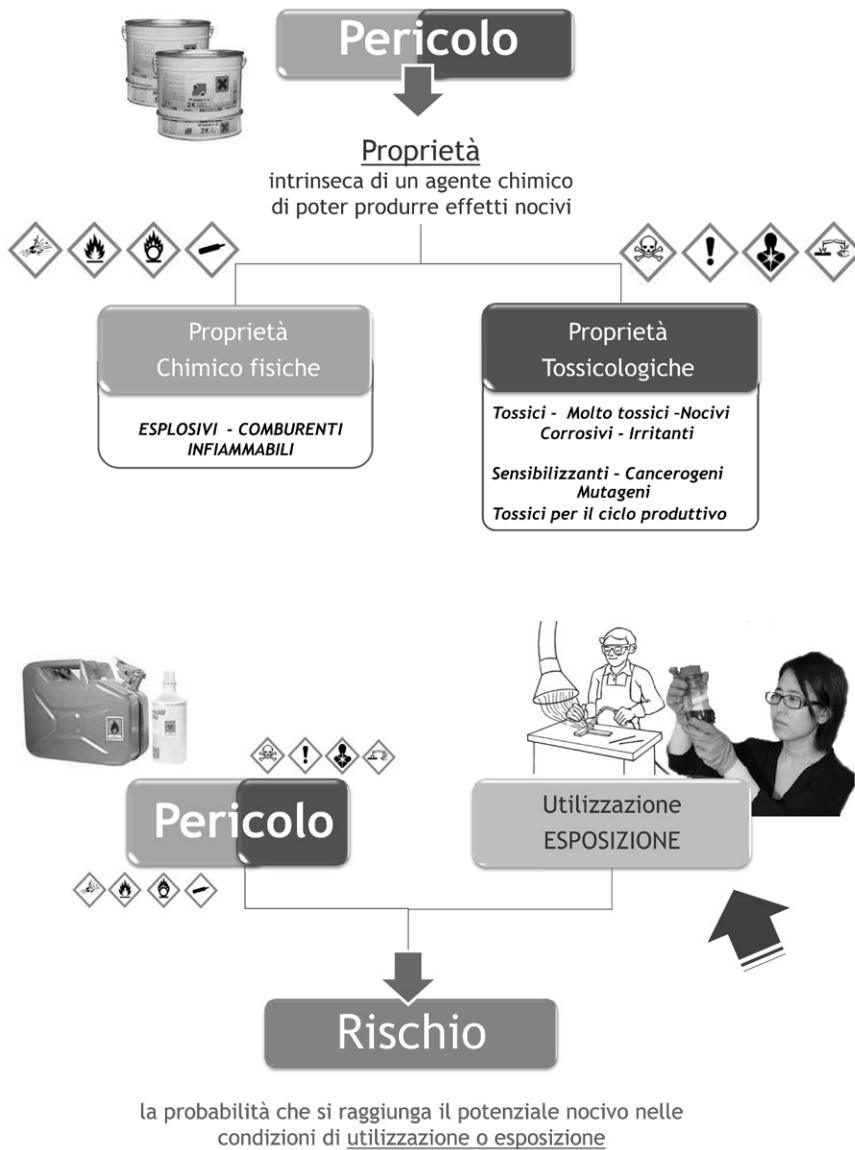 Pericolo
Proprietà
intrinseca di un agente chimico
di poter produrre effetti nocivi
Proprietà
Chimico fisiche
ESPLOSIVI - COMBURENTI
INFIAMMABILI
Proprietà
Tossicologiche
Tossici - Molto tossici -Nocivi
Corrosivi - Irritanti
Sensibilizzanti - Cancerogeni
Mutageni
Tossici per il ciclo produttivo
Pericolo
Utilizzazione
ESPOSIZIONE
Rischio
la probabilità che si raggiunga il potenziale nocivo nelle
condizioni di utilizzazione o esposizione